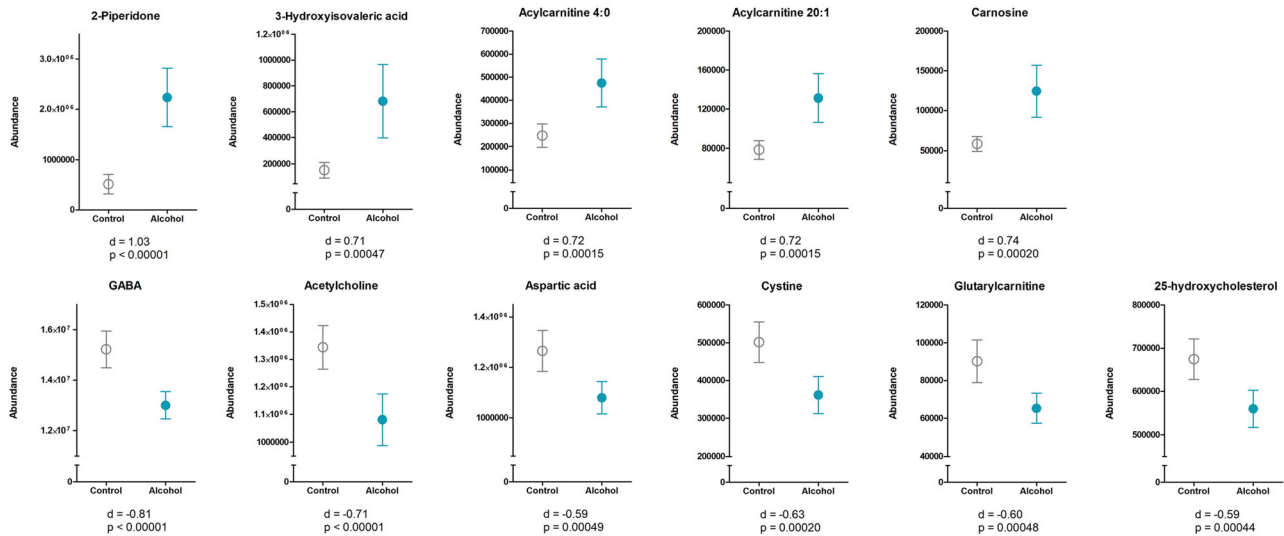 2-Piperidone
Abundance
3.0×10⁰⁶
2.0×10⁰⁶
1000000
0
Control Alcohol
d = 1.03
p < 0.00001
3-Hydroxyisovaleric acid
Abundance
1.2×10⁰⁶
1000000
800000
600000
400000
200000
0
Control Alcohol
d = 0.71
p = 0.00047
Acylcarnitine 4:0
Abundance
700000
600000
500000
400000
300000
200000
100000
0
Control Alcohol
d = 0.72
p = 0.00015
Acylcarnitine 20:1
Abundance
200000
160000
120000
80000
0
Control Alcohol
d = 0.72
p = 0.00015
Carnosine
Abundance
200000
150000
100000
50000
0
Control Alcohol
d = 0.74
p = 0.00020
GABA
Abundance
1.6×10⁷
1.4×10⁷
1.2×10⁷
0
Control Alcohol
d = -0.81
p < 0.00001
Acetylcholine
Abundance
1.5×10⁰⁶
1.4×10⁰⁶
1.3×10⁰⁶
1.2×10⁰⁶
1.1×10⁰⁶
1000000
0
Control Alcohol
d = -0.71
p < 0.00001
Aspartic acid
Abundance
1.4×10⁰⁶
1.2×10⁰⁶
1000000
0
Control Alcohol
d = -0.59
p = 0.00049
Cystine
Abundance
600000
500000
400000
300000
200000
0
Control Alcohol
d = -0.63
p = 0.00020
Glutarylcarnitine
Abundance
120000
100000
80000
60000
40000
0
Control Alcohol
d = -0.60
p = 0.00048
25-hydroxycholesterol
Abundance
800000
700000
600000
500000
0
Control Alcohol
d = -0.59
p = 0.00044